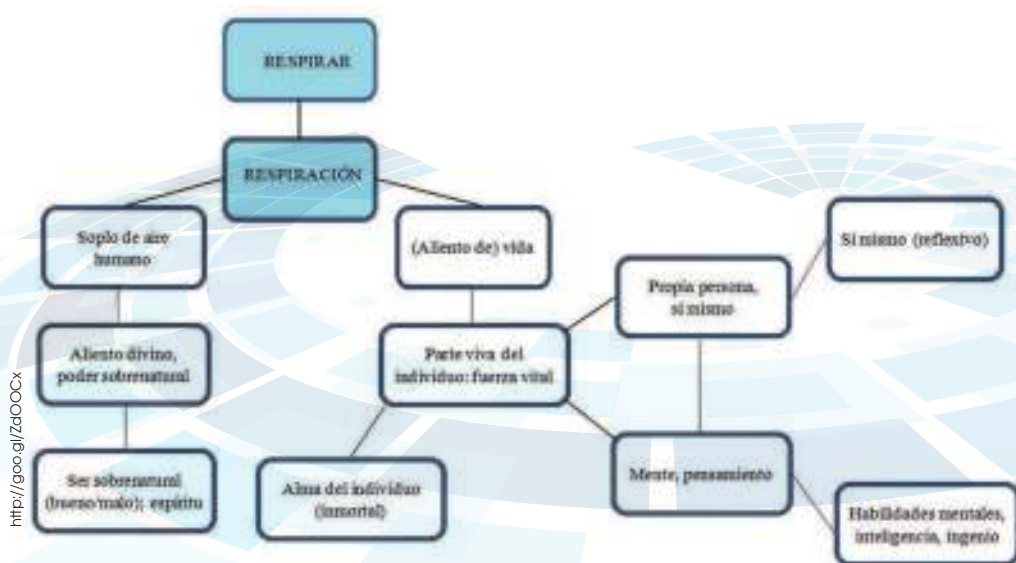 RESPIRAR
RESPIRACIÓN
Soplo de aire
humano
(Aliento de) vida
Sí mismo (reflexivo)
Propia persona,
sí mismo
Aliento divino,
poder sobrenatural
Parte viva del
individuo: fuerza vital
Ser sobrenatural
(bueno/malo); espíritu
Alma del individuo
(inmortal)
Mente, pensamiento
Habilidades mentales,
inteligencia, ingenio
http://goo.gl/ZdOOCx